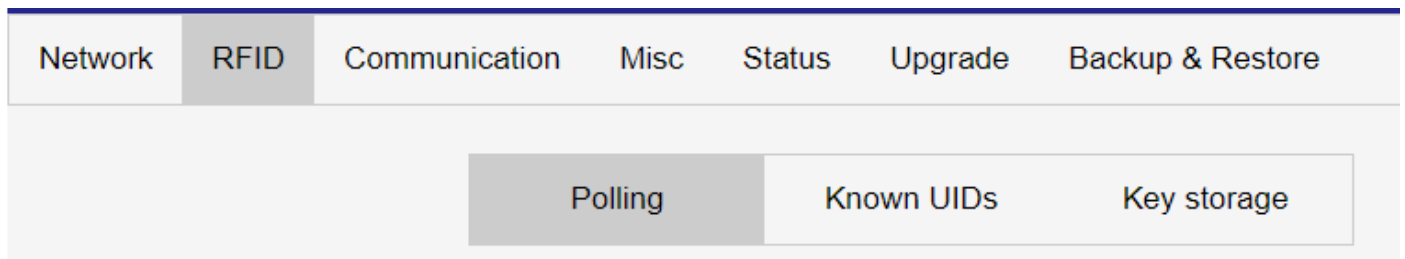 Network RFID Communication Misc Status Upgrade Backup & Restore
Polling Known UIDs Key storage